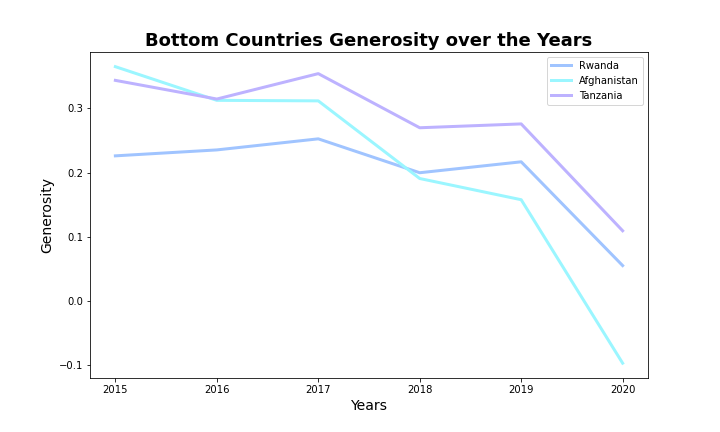 Bottom Countries Generosity over the Years
Rwanda
Afghanistan
Tanzania
Generosity
0.3
0.2
0.1
0.0
−0.1
2015 2016 2017 2018 2019 2020
Years